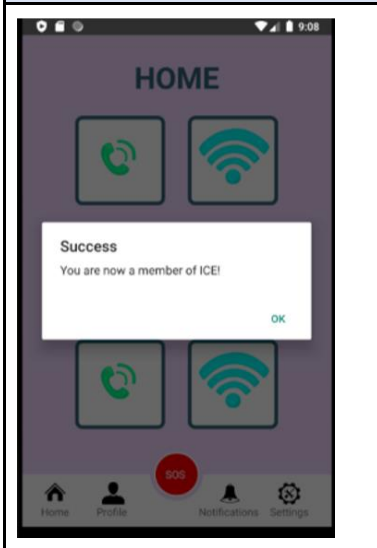 9:08
HOME
Success
You are now a member of ICE!
OK
SOS
Home Profile Notifications Settings